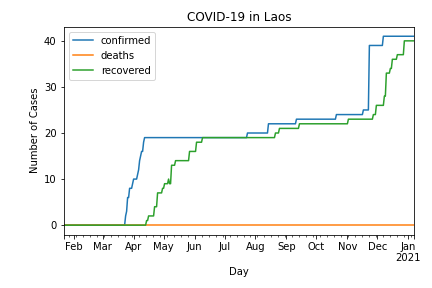 COVID-19 in Laos
confirmed
deaths
recovered
Number of Cases
40
30
20
10
0
Feb Mar Apr May Jun Jul Aug Sep Oct Nov Dec Jan
2021
Day